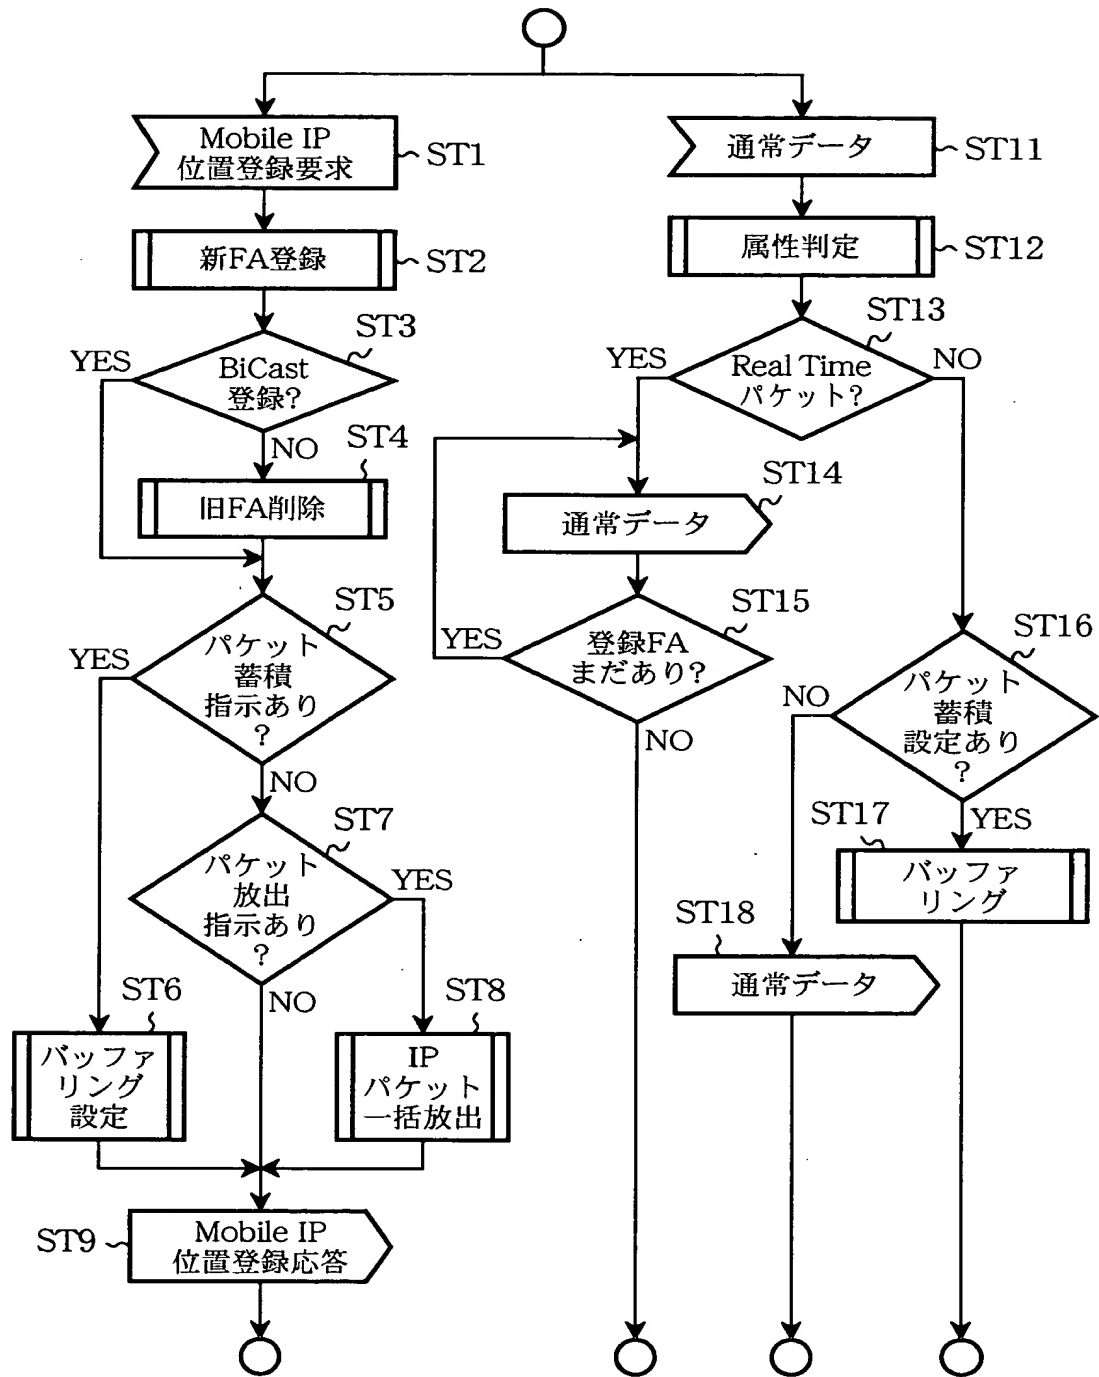 Mobile IP
位置登録要求
ST1
新FA登録
ST2
ST3
YES
BiCast
登録?
NO
ST4
旧FA削除
ST5
YES
パケット
蓄積
指示あり
?
NO
ST7
パケット
放出
指示あり
?
YES
NO
ST6
バッファ
リング
設定
ST8
IP
パケット
一括放出
ST9
Mobile IP
位置登録応答
通常データ
ST11
属性判定
ST12
ST13
YES
NO
Real Time
パケット?
ST14
通常データ
ST15
YES
登録FA
まだあり?
NO
ST16
NO
パケット
蓄積
設定あり
?
YES
ST17
バッファ
リング
ST18
通常データ